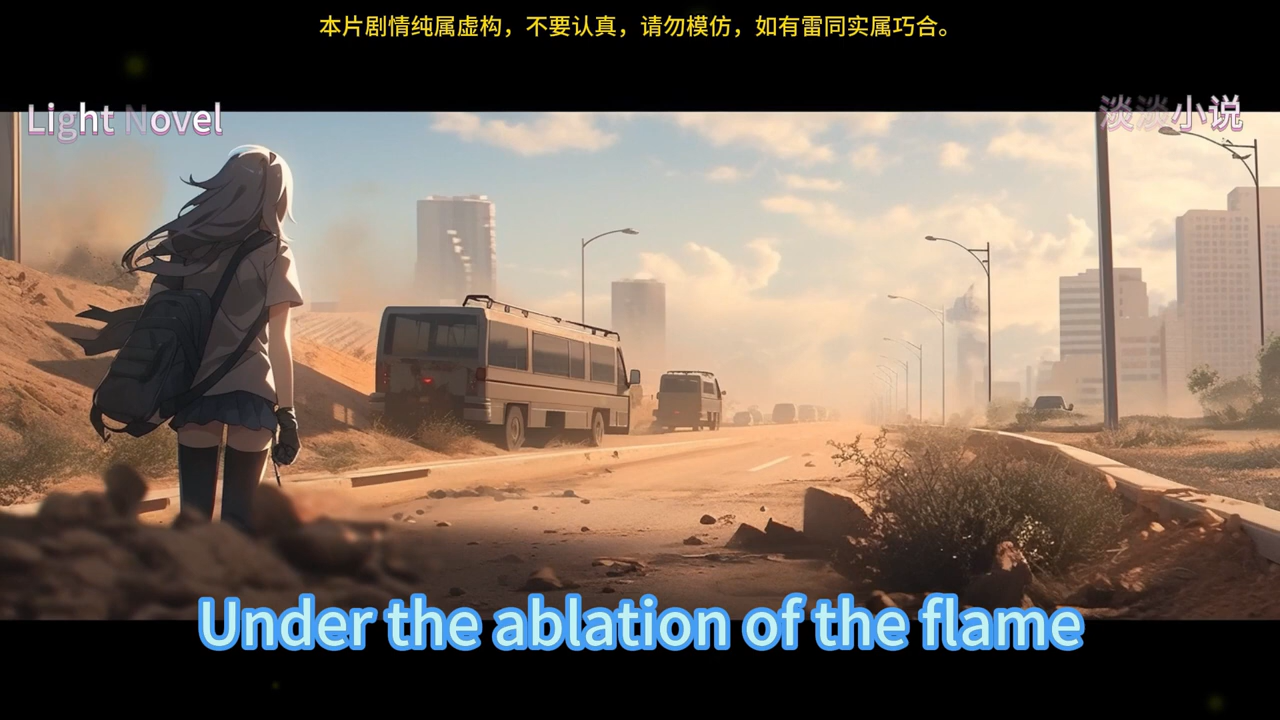 本片剧情纯属虚构，不要认真，请勿模仿，如有雷同实属巧合。
Light Novel
淡淡小说
Under the ablation of the flame